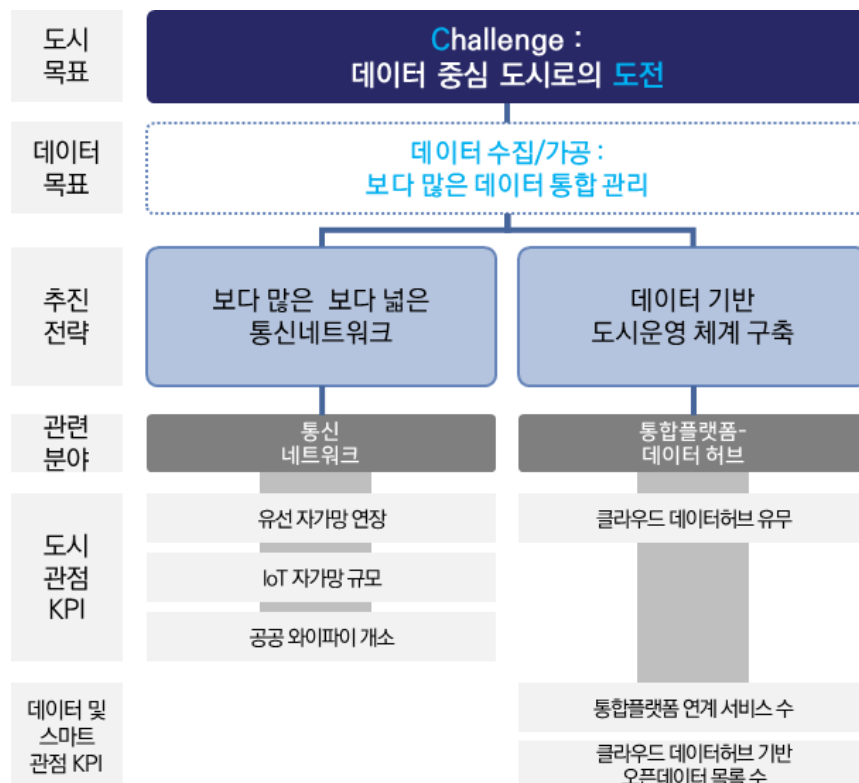 도시
목표
Challenge :
데이터 중심 도시로의 도전
데이터
목표
데이터 수집/가공 :
보다 많은 데이터 통합 관리
추진
전략
보다 많은 보다 넓은
통신네트워크
데이터 기반
도시운영 체계 구축
관련
분야
통신
네트워크
통합플랫폼-
데이터 허브
도시
관점
KPI
유선 자가망 연장
클라우드 데이터허브 유무
IoT 자가망 규모
공공 와이파이 개소
데이터 및
스마트
관점 KPI
통합플랫폼 연계 서비스 수
클라우드 데이터허브 기반
오픈데이터 목록 수